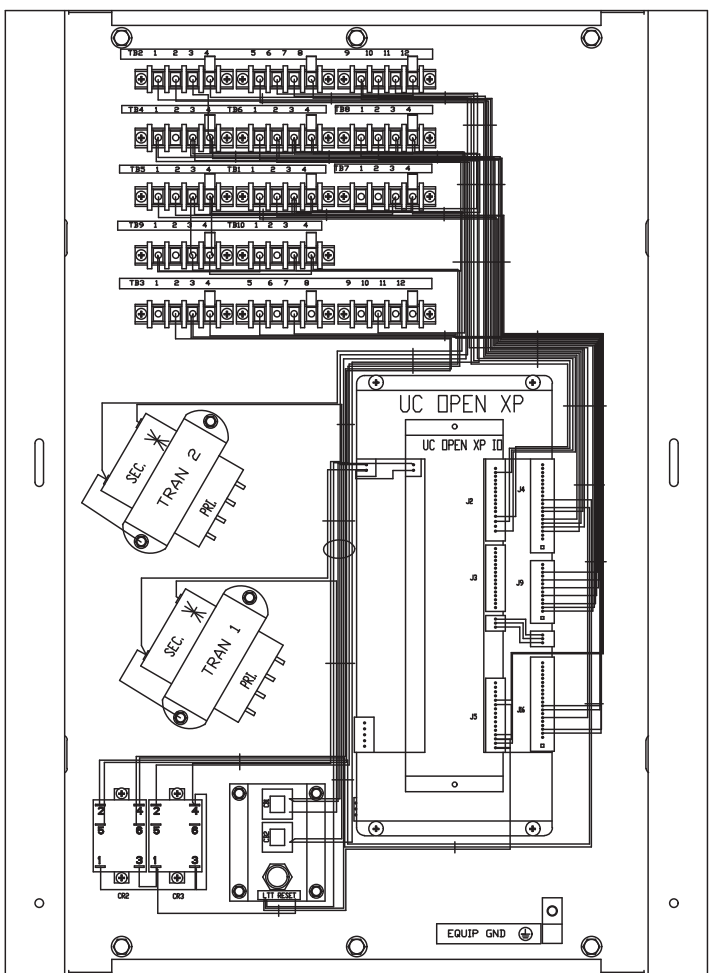 TB2 1 2 3 4 5 6 7 8 9 10 11 12
TB4 1 2 3 4 TB6 1 2 3 4 TB8 1 2 3 4
TB5 1 2 3 4 TB1 1 2 3 4 TB7 1 2 3 4
TB9 1 2 3 4 TB10 1 2 3 4
TB3 1 2 3 4 5 6 7 8 9 10 11 12
UC OPEN XP
UC OPEN XP IO
SEC.
TRAN 2
PRI.
J2
J4
J3
J9
SEC.
TRAN 1
PRI.
J5
J16
2 4 2 4
5 6 5 6
1 3 1 3
CR2 CR3
CR1
CR2
LTT RESET
EQUIP GND